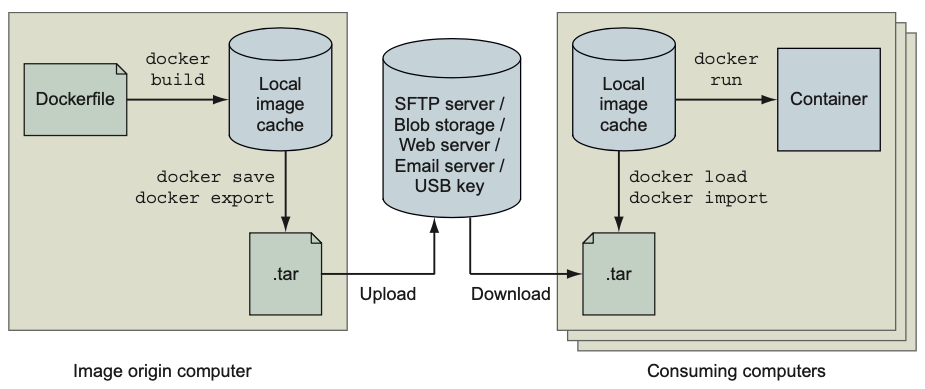 Dockerfile
docker
build
Local
image
cache
docker save
docker export
.tar
Upload
SFTP server /
Blob storage /
Web server /
Email server /
USB key
Download
Local
image
cache
docker
run
Container
docker load
docker import
.tar
Image origin computer
Consuming computers